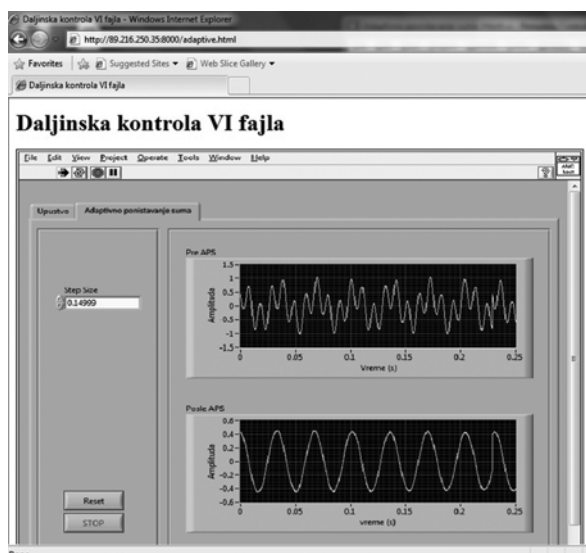 Daljinska kontrola VI fajla - Windows Internet Explorer
http://89.216.250.35:8000/adaptive.html
Favorites Suggested Sites Web Slice Gallery
Daljinska kontrola VI fajla
Daljinska kontrola VI fajla
File Edit View Project Operate Tools Window Help
Upustvo Adaptivno ponistavanje suma
Step Size
0.14999
Reset
STOP
Pre APS
Amplituda
1.5
1
0.5
0
-0.5
-1
-1.5
0 0.05 0.1 0.15 0.2 0.25
Vreme (s)
Posle APS
Amplituda
0.6
0.4
0.2
0
-0.2
-0.4
-0.6
0 0.05 0.1 0.15 0.2 0.25
vreme (s)